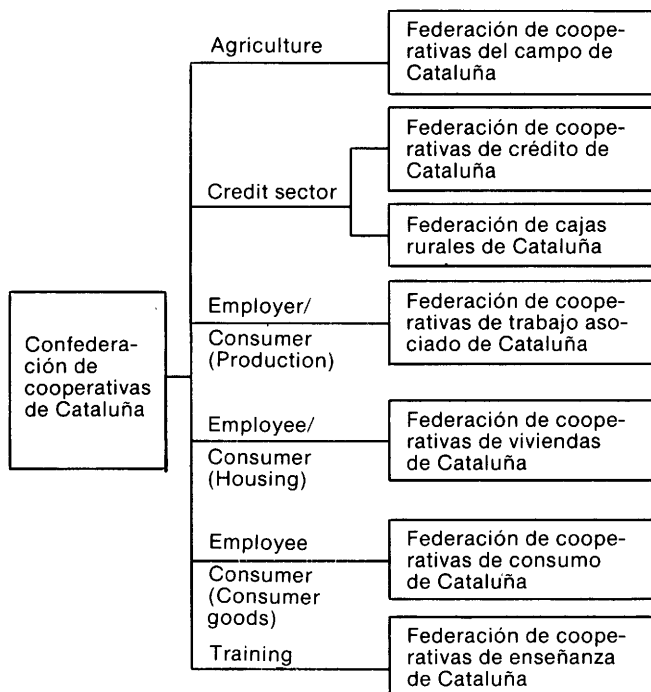 Confedera-
ción de
cooperativas
de Cataluña
Agriculture
Federación de coope-
rativas del campo de
Cataluña
Credit sector
Federación de coope-
rativas de crédito de
Cataluña
Federación de cajas
rurales de Cataluña
Employer/
Consumer
(Production)
Federación de coope-
rativas de trabajo aso-
ciado de Cataluña
Employee/
Consumer
(Housing)
Federación de coope-
rativas de viviendas
de Cataluña
Employee
Consumer
(Consumer
goods)
Federación de coope-
rativas de consumo
de Cataluña
Training
Federación de coope-
rativas de enseñanza
de Cataluña